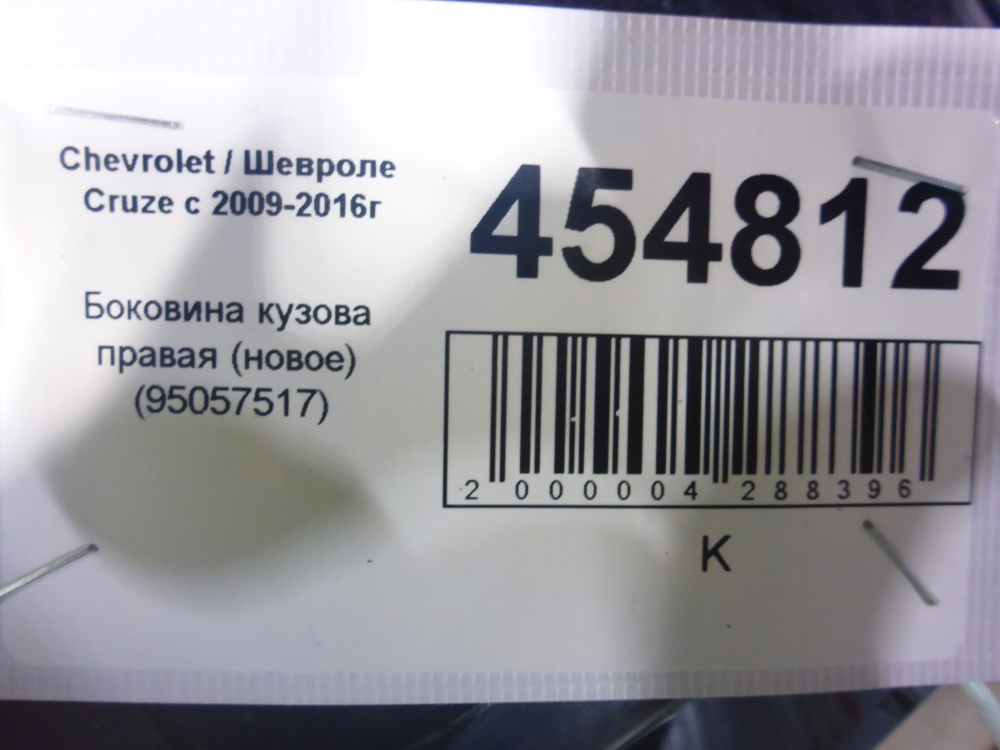 Chevrolet / Шевроле
Cruze с 2009-2016г
Боковина кузова
правая (новое)
(95057517)
454812
2 000004 288396
K